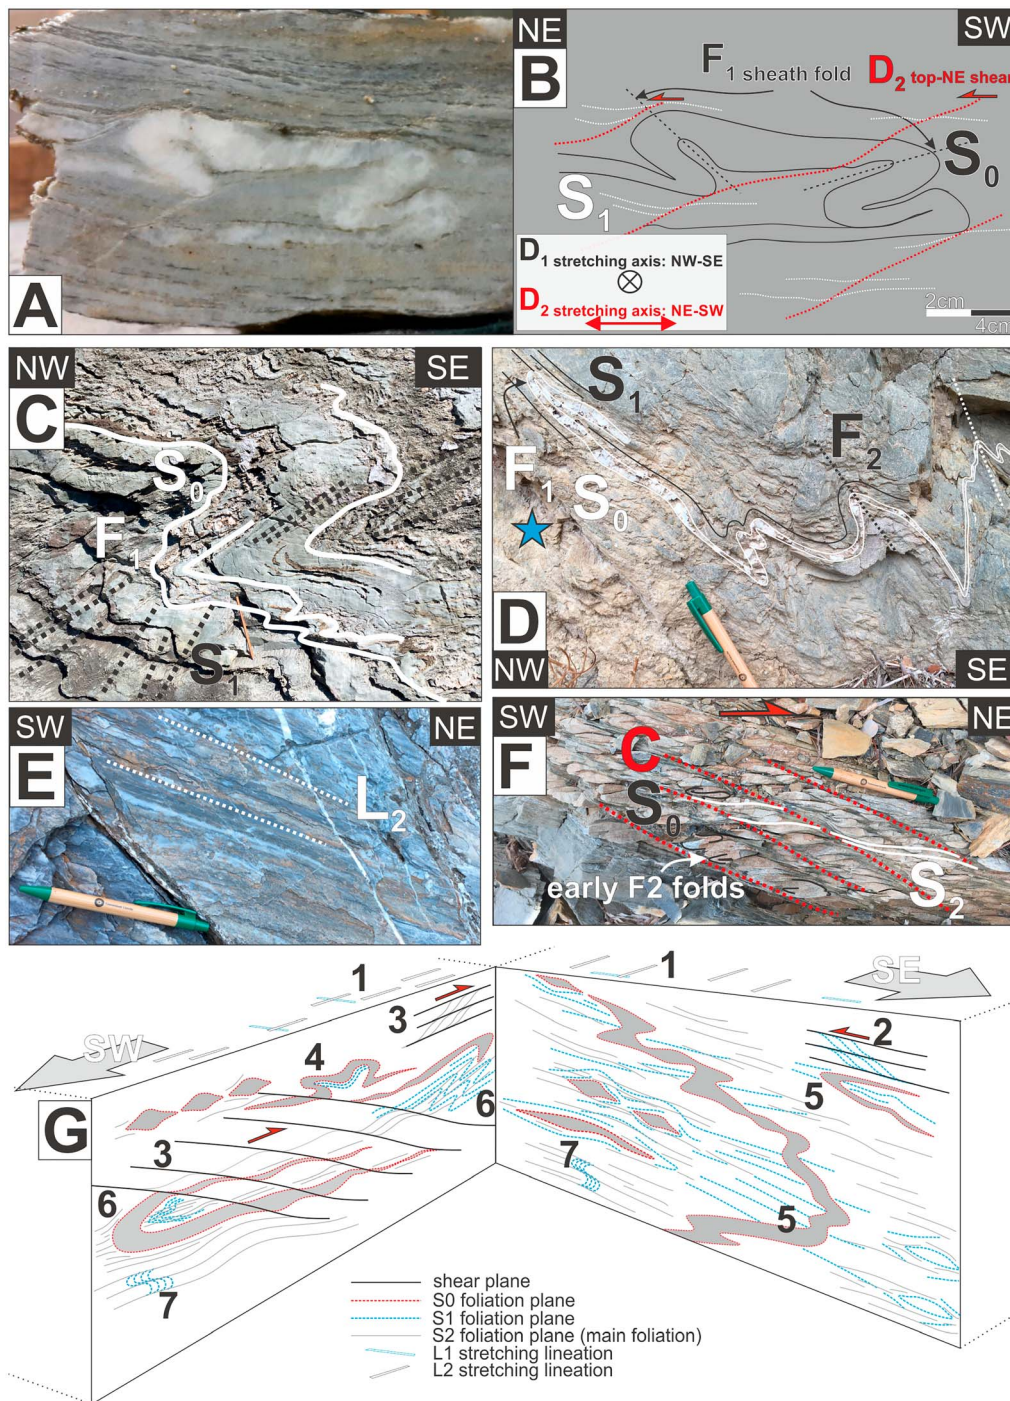 NE
SW
A
B
F1 sheath fold
D2 top-NE shear
S0
S1
D1 stretching axis: NW-SE
D2 stretching axis: NE-SW
2cm
4cm
NW
SE
C
S0
F1
S1
S1
F2
F1
S0
D
NW
SE
SW
NE
E
L2
SW
NE
F
C
S0
early F2 folds
S2
1
1
SE
SW
3
2
4
5
6
G
3
7
6
5
7
shear plane
S0 foliation plane
S1 foliation plane
S2 foliation plane (main foliation)
L1 stretching lineation
L2 stretching lineation